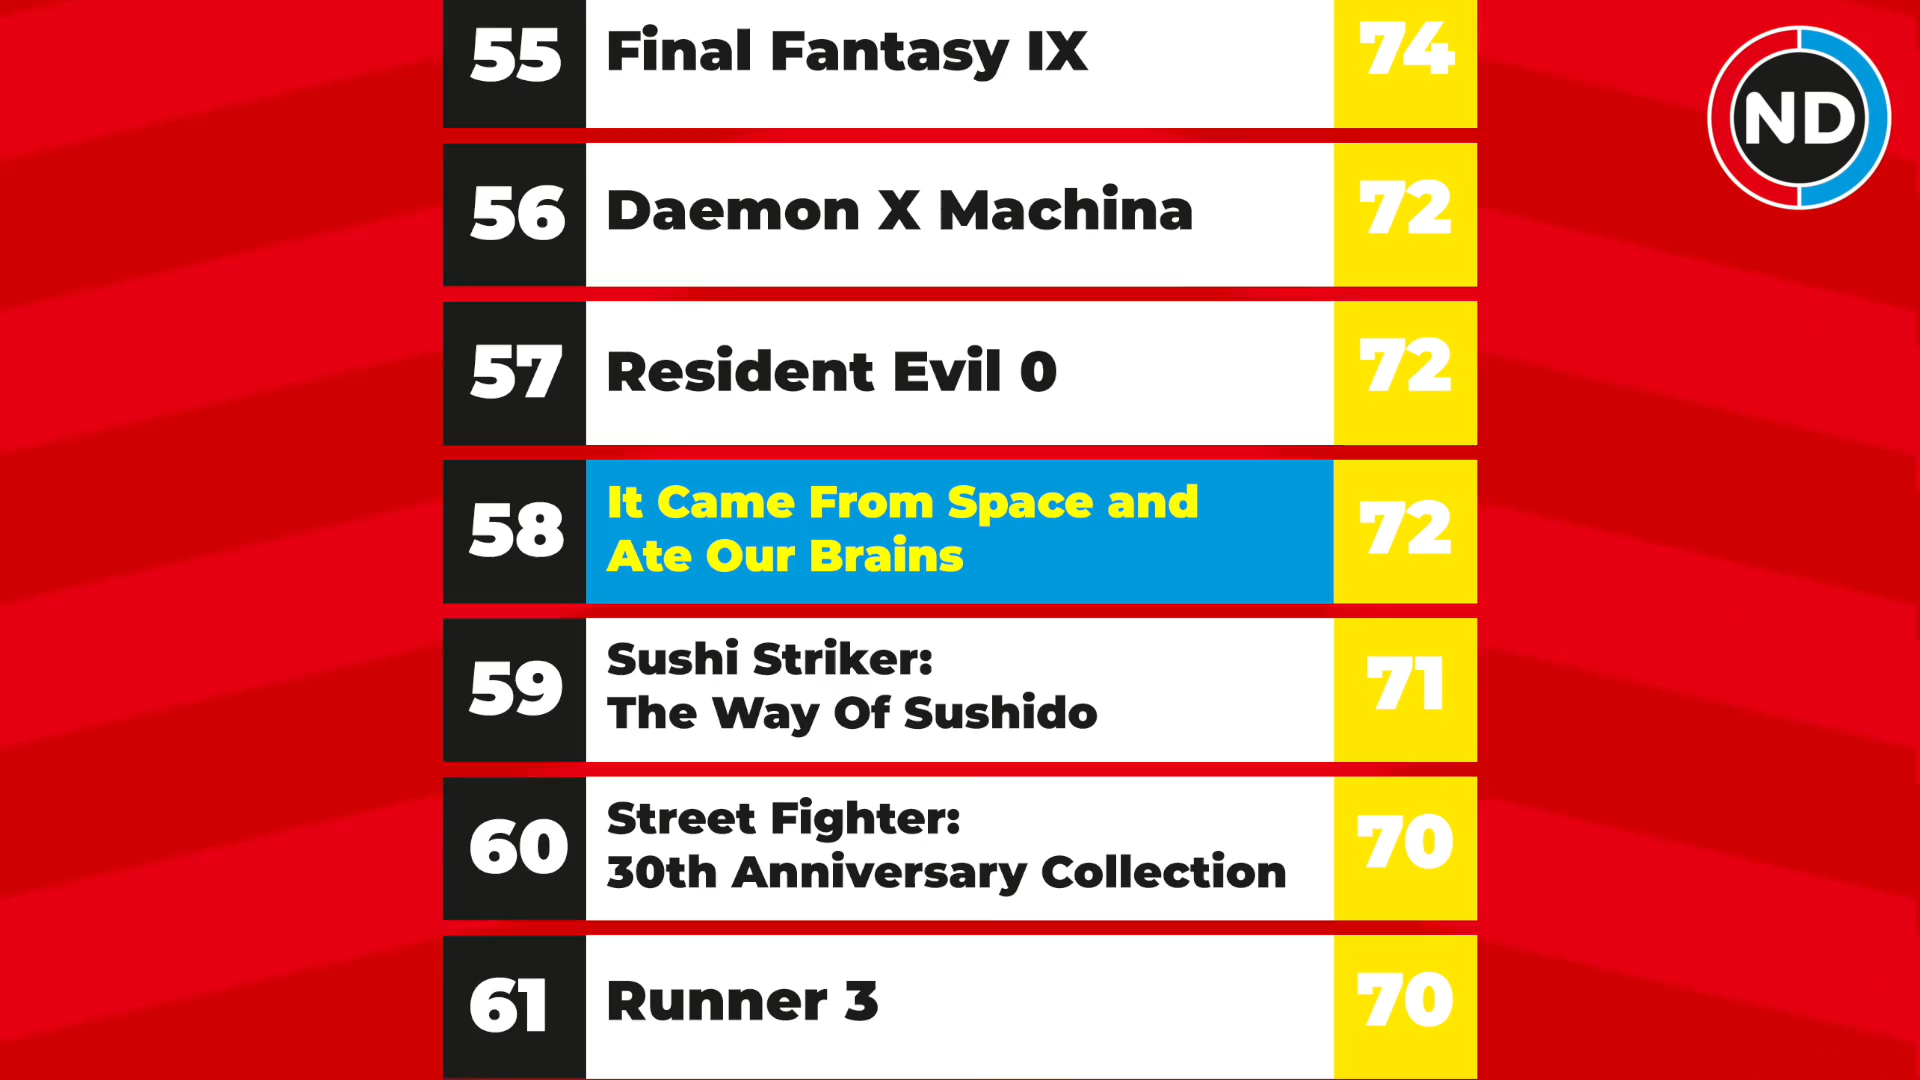 55 Final Fantasy IX 74
ND
56 Daemon X Machina 72
57 Resident Evil 0 72
58 It Came From Space and
Ate Our Brains 72
59 Sushi Striker:
The Way Of Sushido 71
60 Street Fighter:
30th Anniversary Collection 70
61 Runner 3 70